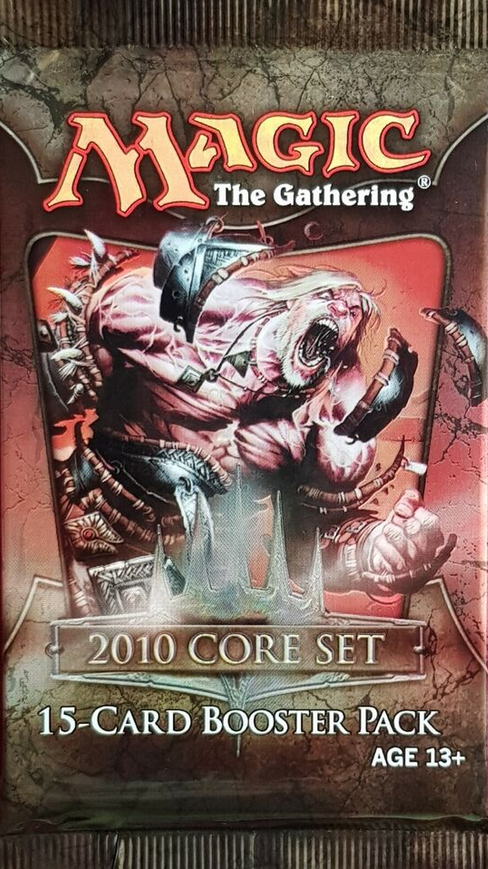 MAGIC
The Gathering®
2010 CORE SET
15-CARD BOOSTER PACK
AGE 13+